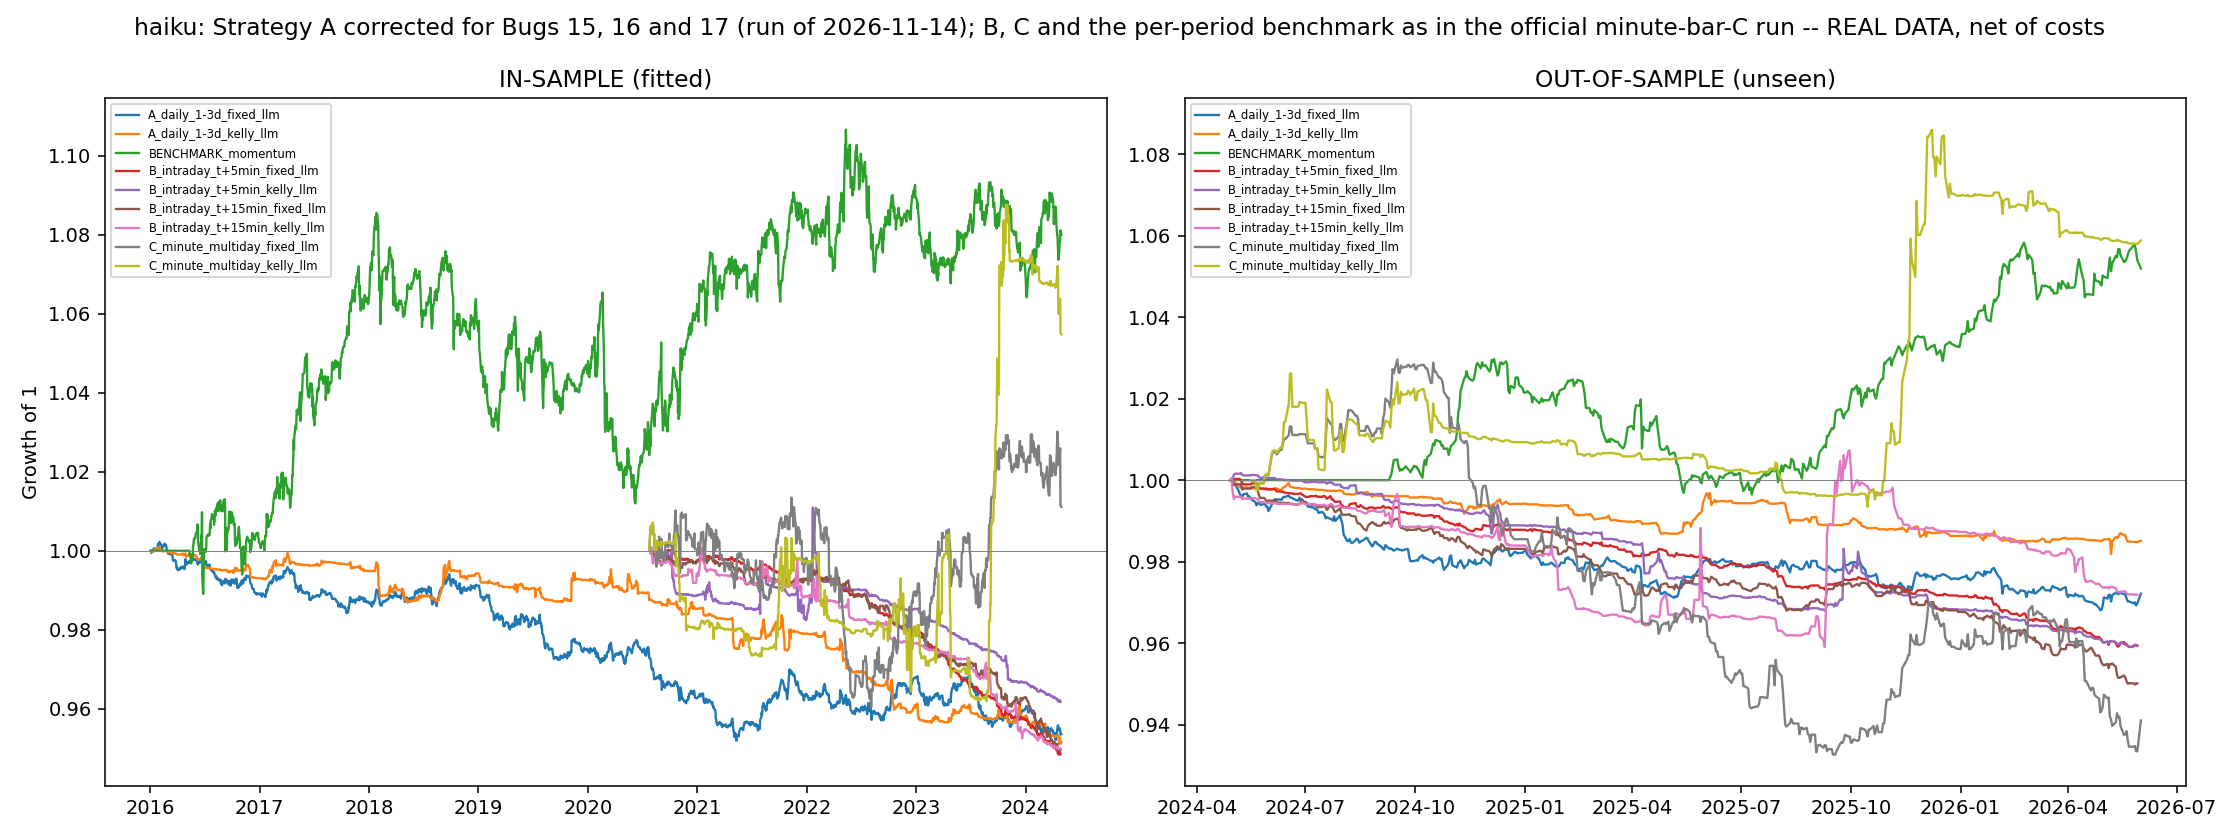 haiku: Strategy A corrected for Bugs 15, 16 and 17 (run of 2026-11-14); B, C and the per-period benchmark as in the official minute-bar-C run -- REAL DATA, net of costs
IN-SAMPLE (fitted)
A_daily_1-3d_fixed_llm
A_daily_1-3d_kelly_llm
BENCHMARK_momentum
B_intraday_t+5min_fixed_llm
B_intraday_t+5min_kelly_llm
B_intraday_t+15min_fixed_llm
B_intraday_t+15min_kelly_llm
C_minute_multiday_fixed_llm
C_minute_multiday_kelly_llm
Growth of 1
1.10
1.08
1.06
1.04
1.02
1.00
0.98
0.96
2016 2017 2018 2019 2020 2021 2022 2023 2024
OUT-OF-SAMPLE (unseen)
A_daily_1-3d_fixed_llm
A_daily_1-3d_kelly_llm
BENCHMARK_momentum
B_intraday_t+5min_fixed_llm
B_intraday_t+5min_kelly_llm
B_intraday_t+15min_fixed_llm
B_intraday_t+15min_kelly_llm
C_minute_multiday_fixed_llm
C_minute_multiday_kelly_llm
1.08
1.06
1.04
1.02
1.00
0.98
0.96
0.94
2024-04 2024-07 2024-10 2025-01 2025-04 2025-07 2025-10 2026-01 2026-04 2026-07